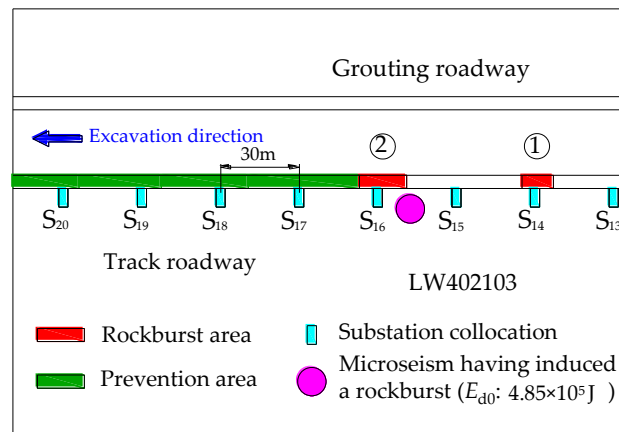 Grouting roadway
Excavation direction
② ①
30m
S₂₀ S₁₉ S₁₈ S₁₇ S₁₆ S₁₅ S₁₄ S₁₃
Track roadway
LW402103
Rockburst area
Substation collocation
Prevention area
Microseism having induced
a rockburst (E_d0: 4.85×10⁵J )